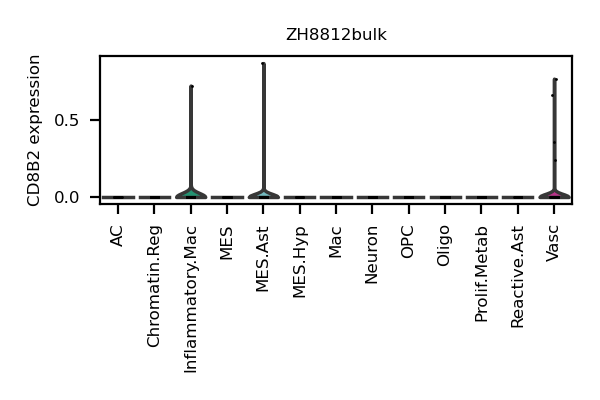 ZH8812bulk
CD8B2 expression
0.5
0.0
AC
Chromatin.Reg
Inflammatory.Mac
MES
MES.Ast
MES.Hyp
Mac
Neuron
OPC
Oligo
Prolif.Metab
Reactive.Ast
Vasc